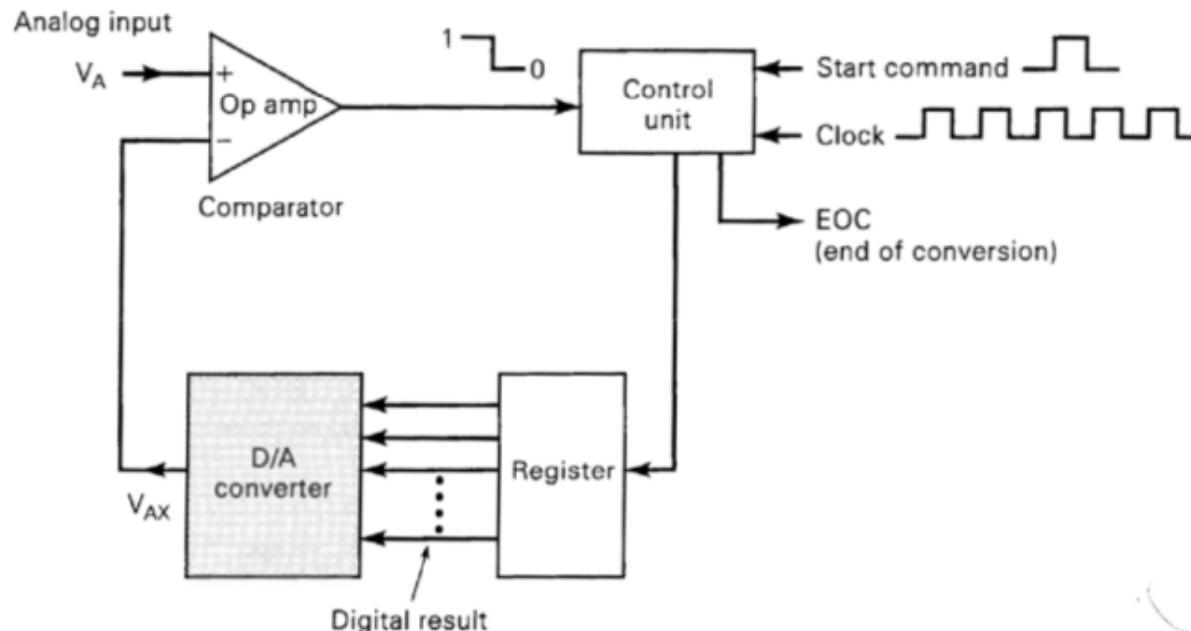 Analog input
V_A
+
Op amp
−
Comparator
1
0
Control
unit
Start command
Clock
EOC
(end of conversion)
D/A
converter
Register
V_AX
Digital result